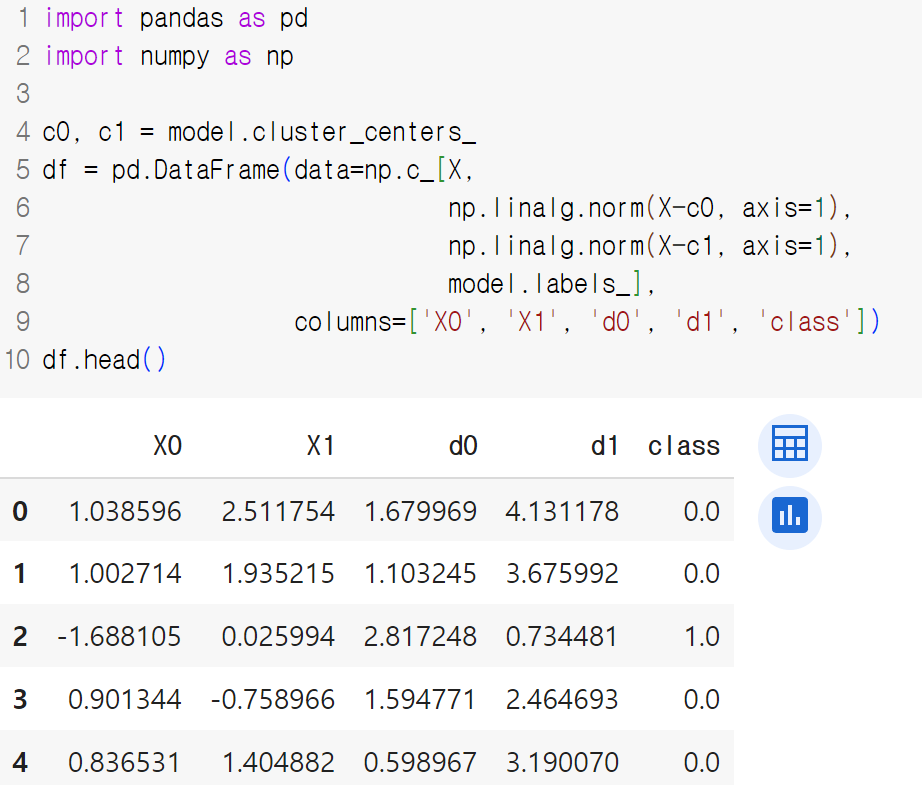 1 import pandas as pd
2 import numpy as np
3
4 c0, c1 = model.cluster_centers_
5 df = pd.DataFrame(data=np.c_[X,
6 np.linalg.norm(X-c0, axis=1),
7 np.linalg.norm(X-c1, axis=1),
8 model.labels_],
9 columns=['X0', 'X1', 'd0', 'd1', 'class'])
10 df.head()
X0 X1 d0 d1 class
0 1.038596 2.511754 1.679969 4.131178 0.0
1 1.002714 1.935215 1.103245 3.675992 0.0
2 -1.688105 0.025994 2.817248 0.734481 1.0
3 0.901344 -0.758966 1.594771 2.464693 0.0
4 0.836531 1.404882 0.598967 3.190070 0.0